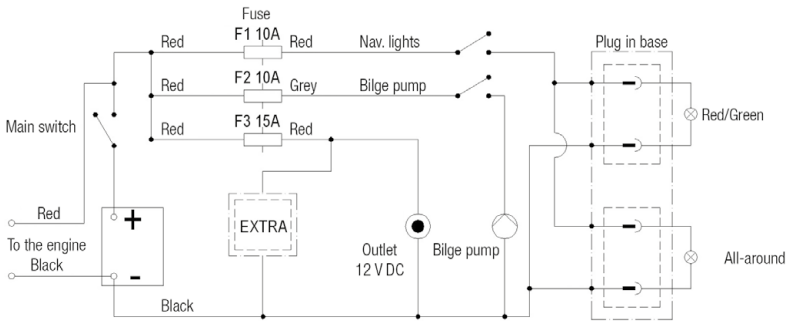 Fuse
F1 10A
Red
Red
Nav. lights
Plug in base
F2 10A
Red
Grey
Bilge pump
Red/Green
Main switch
F3 15A
Red
Red
Red
+
EXTRA
To the engine
Outlet
12 V DC
Bilge pump
All-around
Black
-
Black